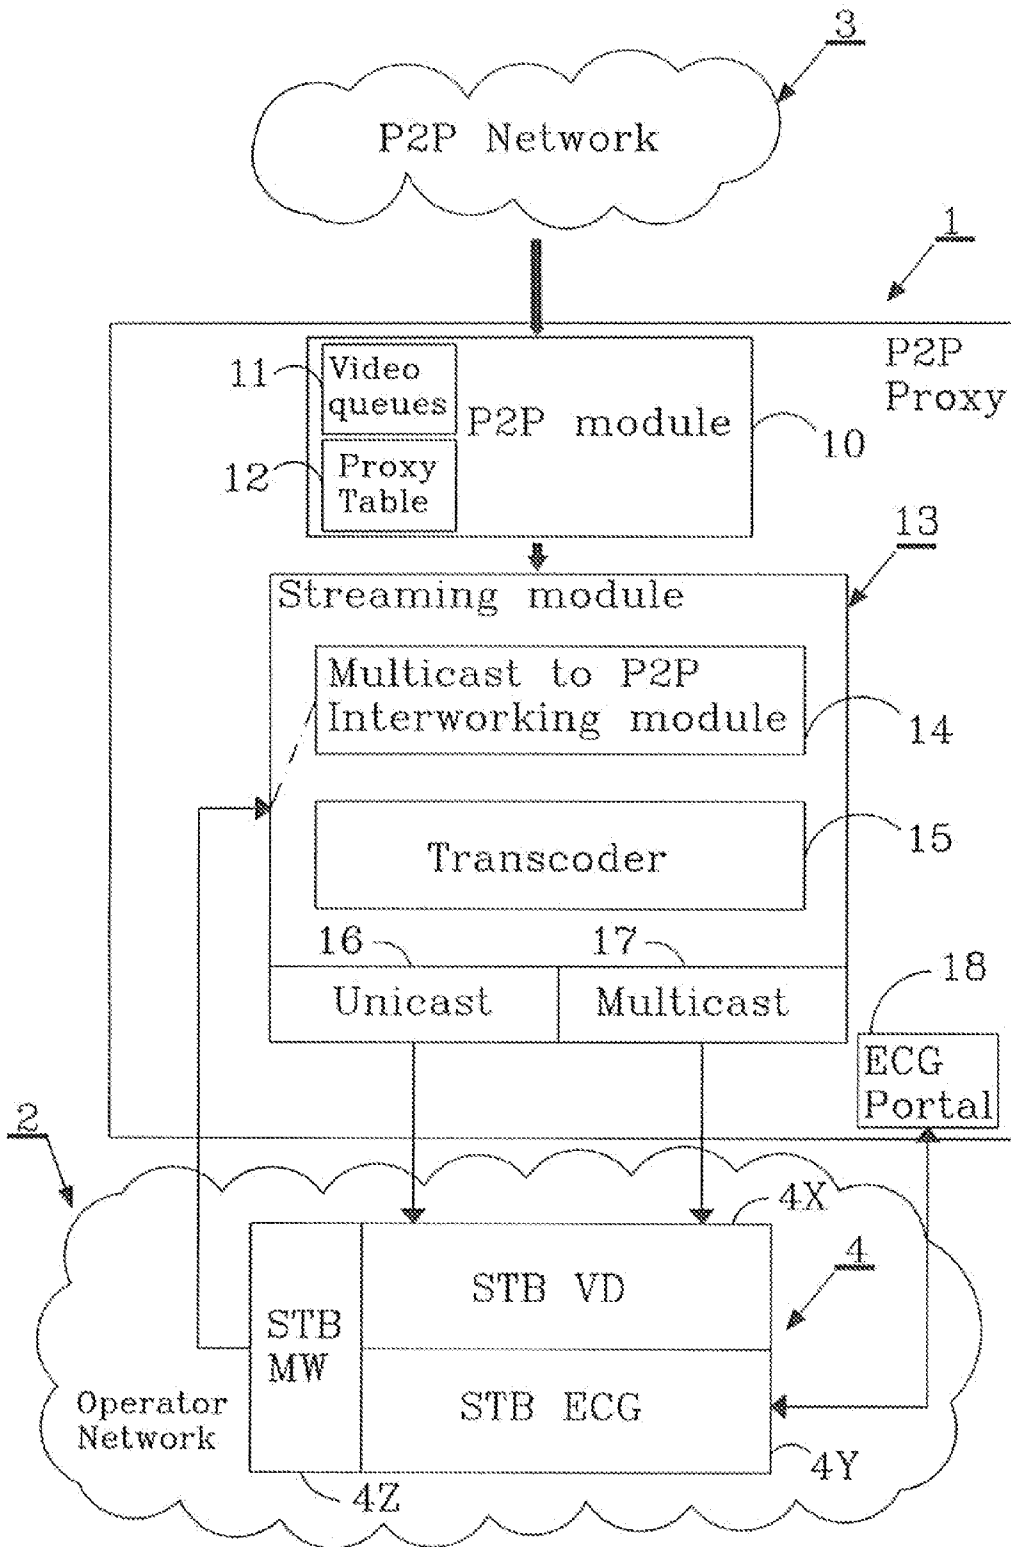 3
P2P Network
1
P2P
Proxy
11
Video
queues
P2P module
10
12
Proxy
Table
13
Streaming module
Multicast to P2P
Interworking module
14
Transcoder
15
16
17
Unicast
Multicast
18
ECG
Portal
2
4X
STB VD
4
STB
MW
STB ECG
Operator
Network
4Y
4Z